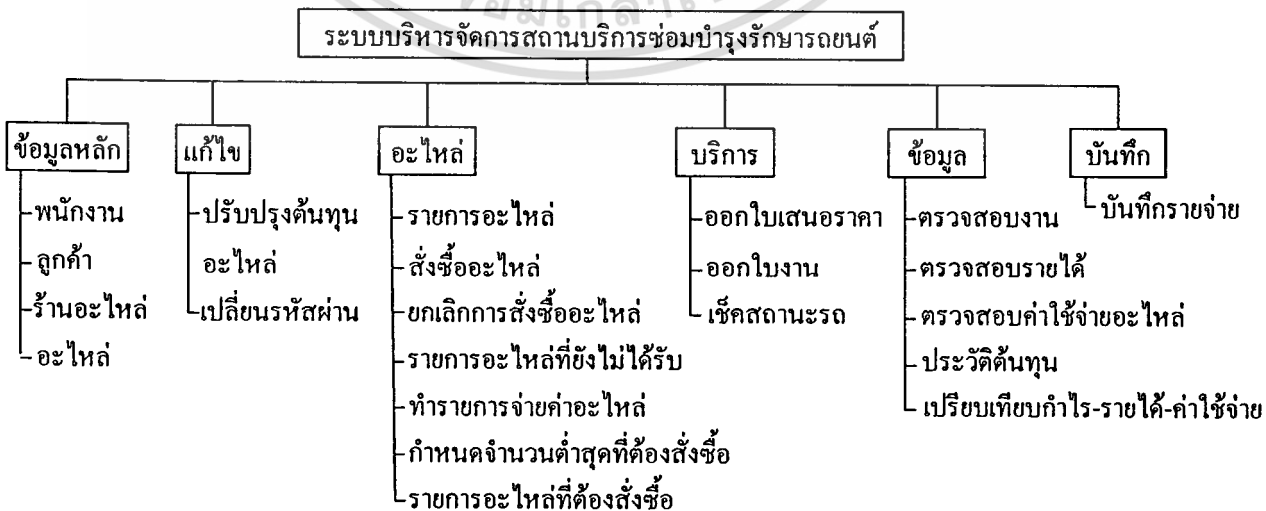 ระบบบริหารจัดการสถานบริการซ่อมบำรุงรักษารถยนต์
ข้อมูลหลัก
พนักงาน
ลูกค้า
ร้านอะไหล่
อะไหล่
แก้ไข
ปรับปรุงต้นทุน
อะไหล่
เปลี่ยนรหัสผ่าน
อะไหล่
รายการอะไหล่
สั่งซื้ออะไหล่
ยกเลิกการสั่งซื้ออะไหล่
รายการอะไหล่ที่ยังไม่ได้รับ
ทำรายการจ่ายค่าอะไหล่
กำหนดจำนวนต่ำสุดที่ต้องสั่งซื้อ
รายการอะไหล่ที่ต้องสั่งซื้อ
บริการ
ออกใบเสนอราคา
ออกใบงาน
เช็คสถานะรถ
ข้อมูล
ตรวจสอบงาน
ตรวจสอบรายได้
ตรวจสอบค่าใช้จ่ายอะไหล่
ประวัติต้นทุน
เปรียบเทียบกำไร-รายได้-ค่าใช้จ่าย
บันทึก
บันทึกรายจ่าย